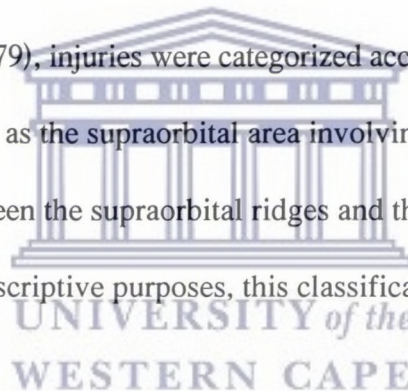 79), injuries were categorized acc
as the supraorbital area involvin
een the supraorbital ridges and th
scriptive purposes, this classifica
UNIVERSITY of the
WESTERN CAPE